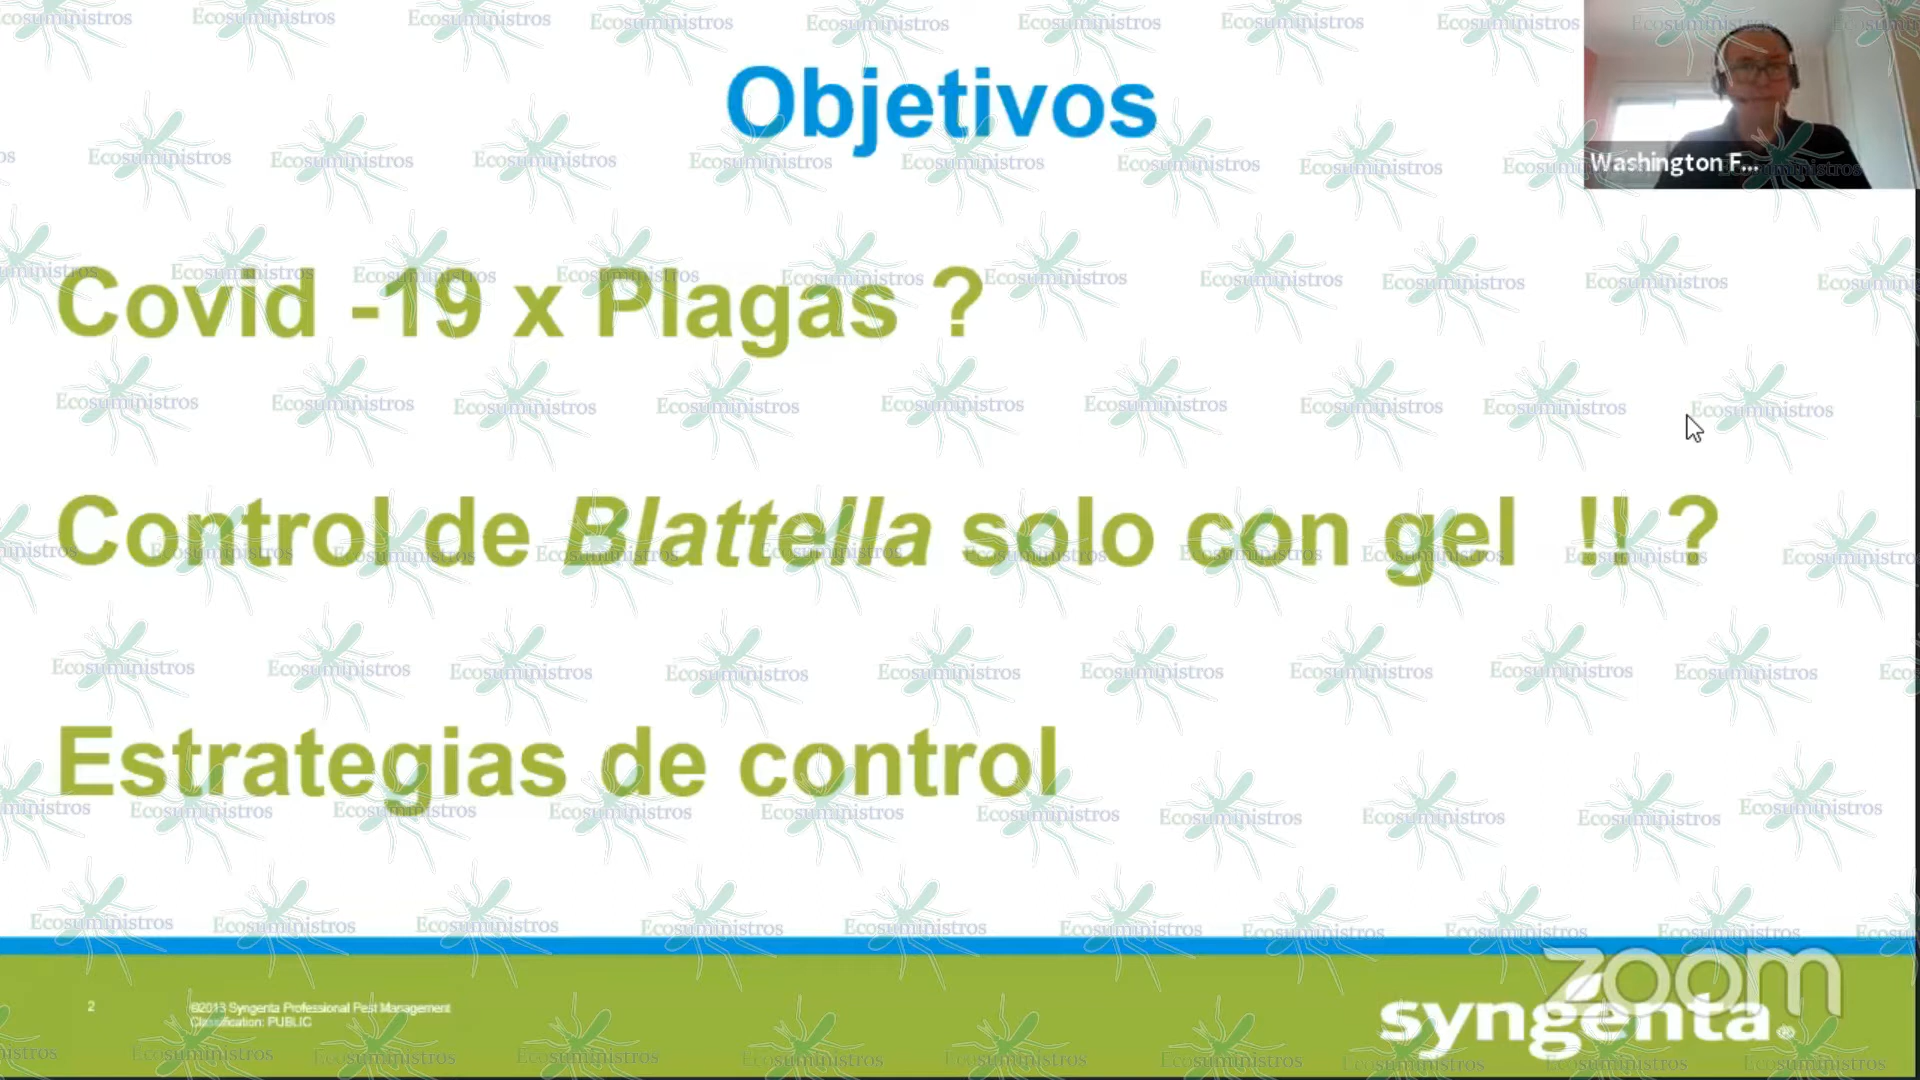 Objetivos
Washington F...
Covid -19 x Plagas ?
Control de Blattella solo con gel !! ?
Estrategias de control
2
©2013 Syngenta Professional Pest Management
Classification: PUBLIC
zoom
syngenta®
Ecosuministros